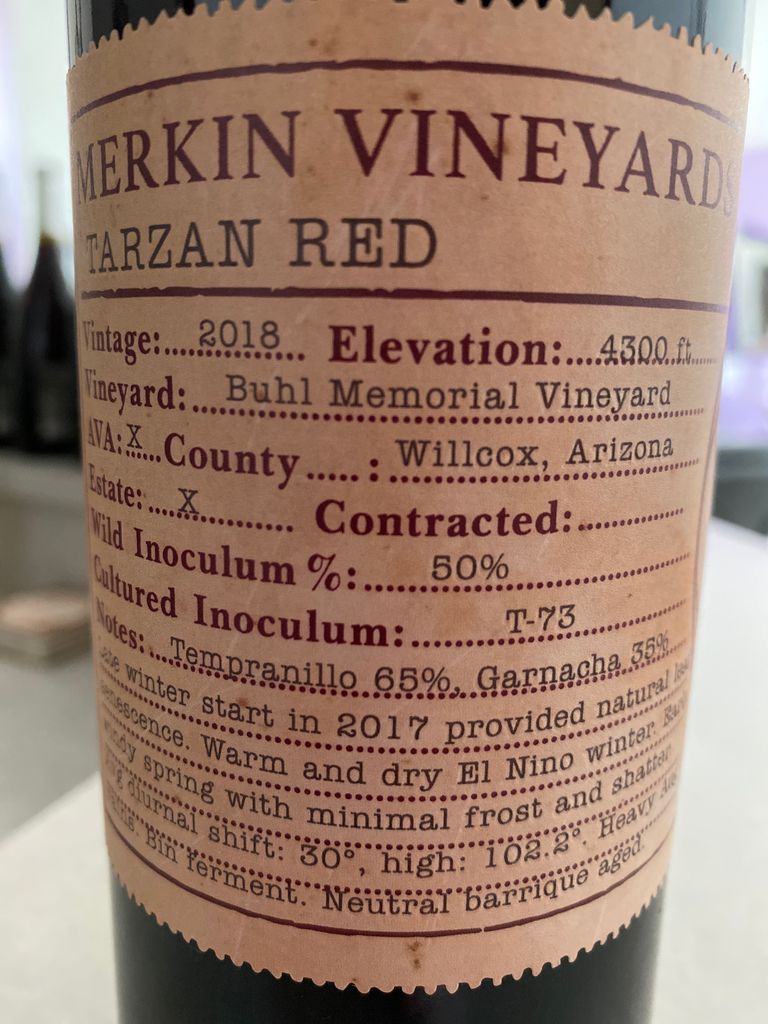 MERKIN VINEYARDS
TARZAN RED
Vintage:....2018.... Elevation:...4300 ft....
Vineyard:...Buhl Memorial Vineyard
AVA:.X...County.....: Willcox, Arizona
Estate:....X............ Contracted:............
Wild Inoculum %:......50%
Cultured Inoculum:.........T-73
Notes:...Tempranillo 65%, Garnacha 35%
winter start in 2017 provided natural
senescence. Warm and dry El Nino winter.
windy spring with minimal frost and shatter.
diurnal shift: 30°, high: 102.2°. Heavy
Bin ferment. Neutral barrique aged.